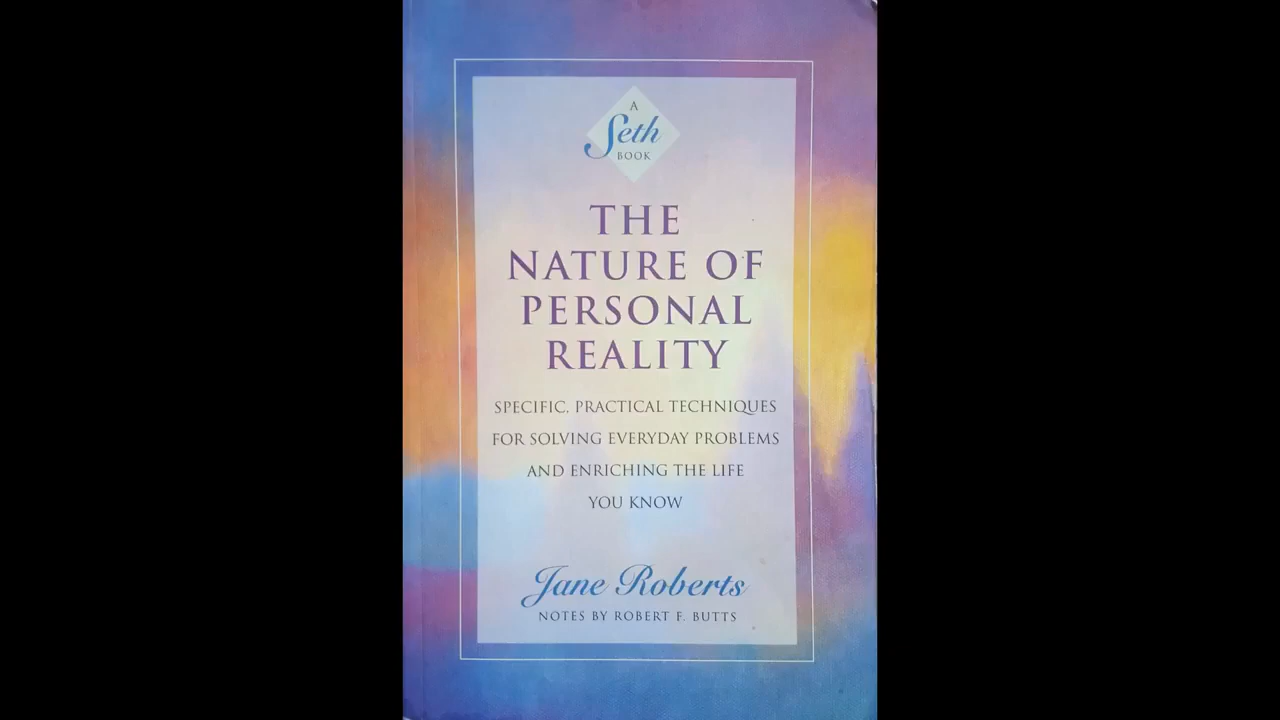 A
Seth
BOOK
THE
NATURE OF
PERSONAL
REALITY
SPECIFIC, PRACTICAL TECHNIQUES
FOR SOLVING EVERYDAY PROBLEMS
AND ENRICHING THE LIFE
YOU KNOW
Jane Roberts
NOTES BY ROBERT F. BUTTS